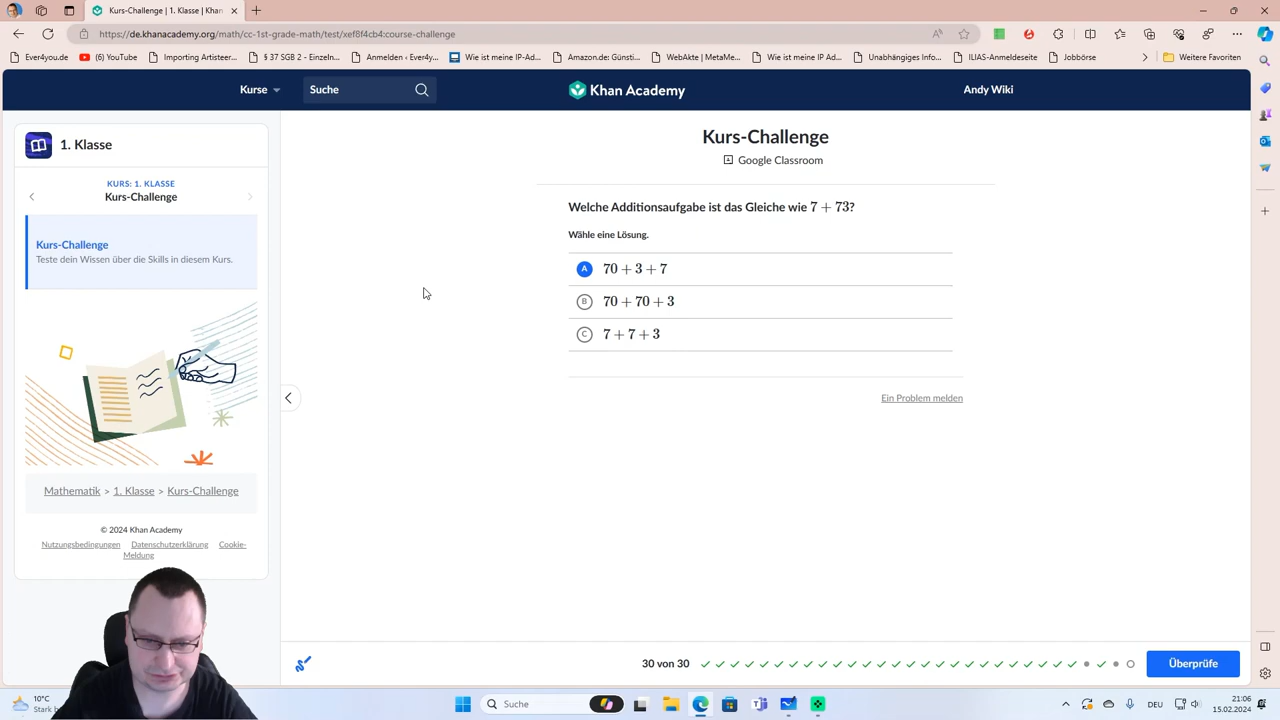 Kurs-Challenge | 1. Klasse | Khan
https://de.khanacademy.org/math/cc-1st-grade-math/test/xef8f4cb4:course-challenge
Ever4you.de
(6) YouTube
Importing Artisteer...
§ 37 SGB 2 - Einzeln...
Anmelden ‹ Ever4y...
Wie ist meine IP-Ad...
Amazon.de: Günsti...
WebAkte | MetaMe...
Wie ist meine IP Ad...
Unabhängiges Info...
ILIAS-Anmeldeseite
Jobbörse
Weitere Favoriten
Kurse
Suche
Khan Academy
Andy Wiki
1. Klasse
KURS: 1. KLASSE
Kurs-Challenge
Kurs-Challenge
Teste dein Wissen über die Skills in diesem Kurs.
Mathematik > 1. Klasse > Kurs-Challenge
© 2024 Khan Academy
Nutzungsbedingungen Datenschutzerklärung Cookie-
Meldung
Kurs-Challenge
Google Classroom
Welche Additionsaufgabe ist das Gleiche wie 7 + 73?
Wähle eine Lösung.
A 70 + 3 + 7
B 70 + 70 + 3
C 7 + 7 + 3
Ein Problem melden
30 von 30
Überprüfe
10°C
Suche
DEU
21:06
15.02.2024